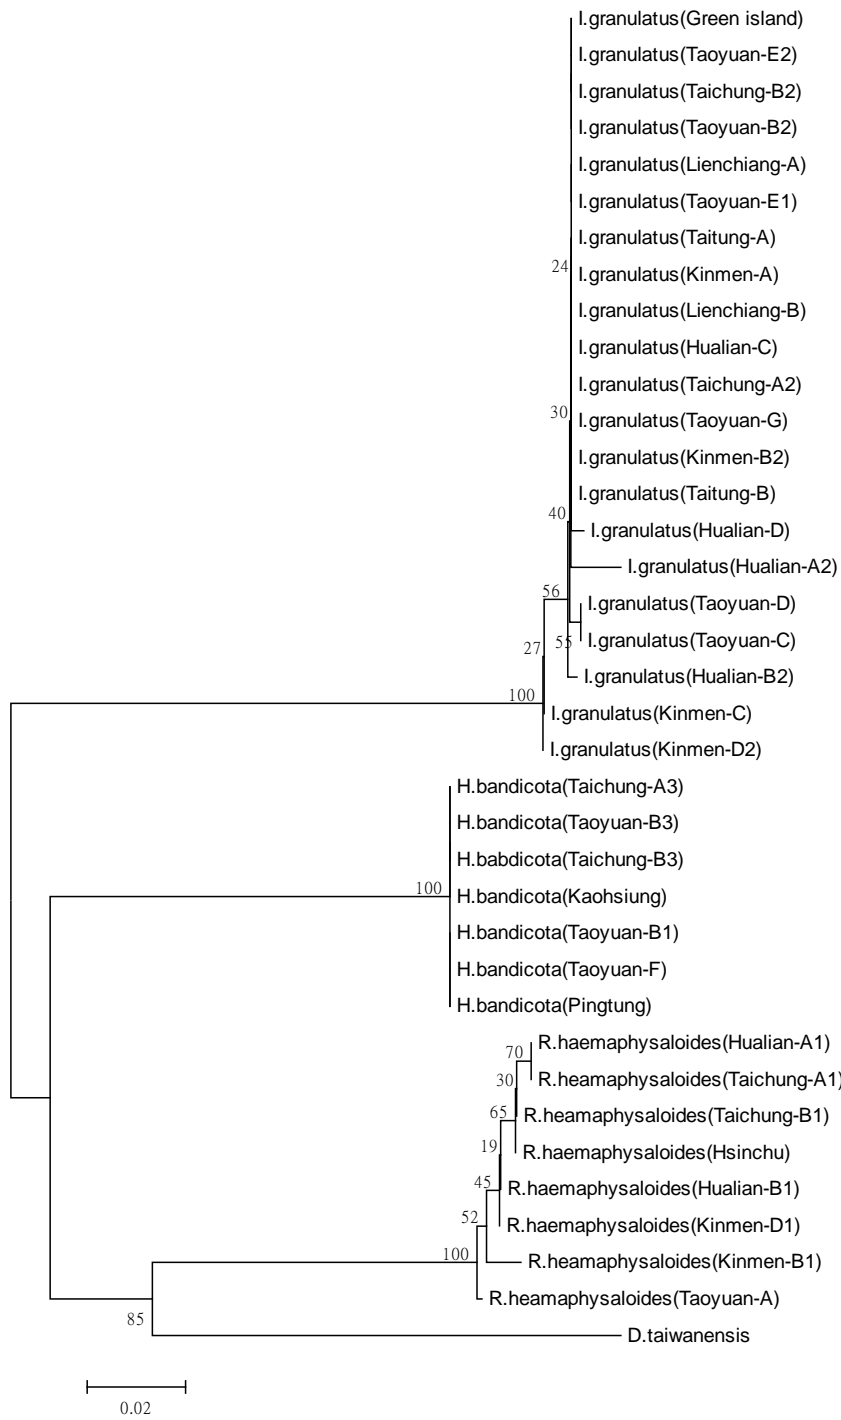 I.granulatus(Green island)
I.granulatus(Taoyuan-E2)
I.granulatus(Taichung-B2)
I.granulatus(Taoyuan-B2)
I.granulatus(Lienchiang-A)
I.granulatus(Taoyuan-E1)
I.granulatus(Taitung-A)
24
I.granulatus(Kinmen-A)
I.granulatus(Lienchiang-B)
I.granulatus(Hualian-C)
I.granulatus(Taichung-A2)
30
I.granulatus(Taoyuan-G)
I.granulatus(Kinmen-B2)
I.granulatus(Taitung-B)
40
I.granulatus(Hualian-D)
I.granulatus(Hualian-A2)
56
I.granulatus(Taoyuan-D)
55
I.granulatus(Taoyuan-C)
27
I.granulatus(Hualian-B2)
100
I.granulatus(Kinmen-C)
I.granulatus(Kinmen-D2)
H.bandicota(Taichung-A3)
H.bandicota(Taoyuan-B3)
H.babdicota(Taichung-B3)
100
H.bandicota(Kaohsiung)
H.bandicota(Taoyuan-B1)
H.bandicota(Taoyuan-F)
H.bandicota(Pingtung)
R.haemaphysaloides(Hualian-A1)
70
R.heamaphysaloides(Taichung-A1)
30
R.heamaphysaloides(Taichung-B1)
65
R.haemaphysaloides(Hsinchu)
19
R.haemaphysaloides(Hualian-B1)
45
R.haemaphysaloides(Kinmen-D1)
52
R.heamaphysaloides(Kinmen-B1)
100
R.heamaphysaloides(Taoyuan-A)
85
D.taiwanensis
0.02